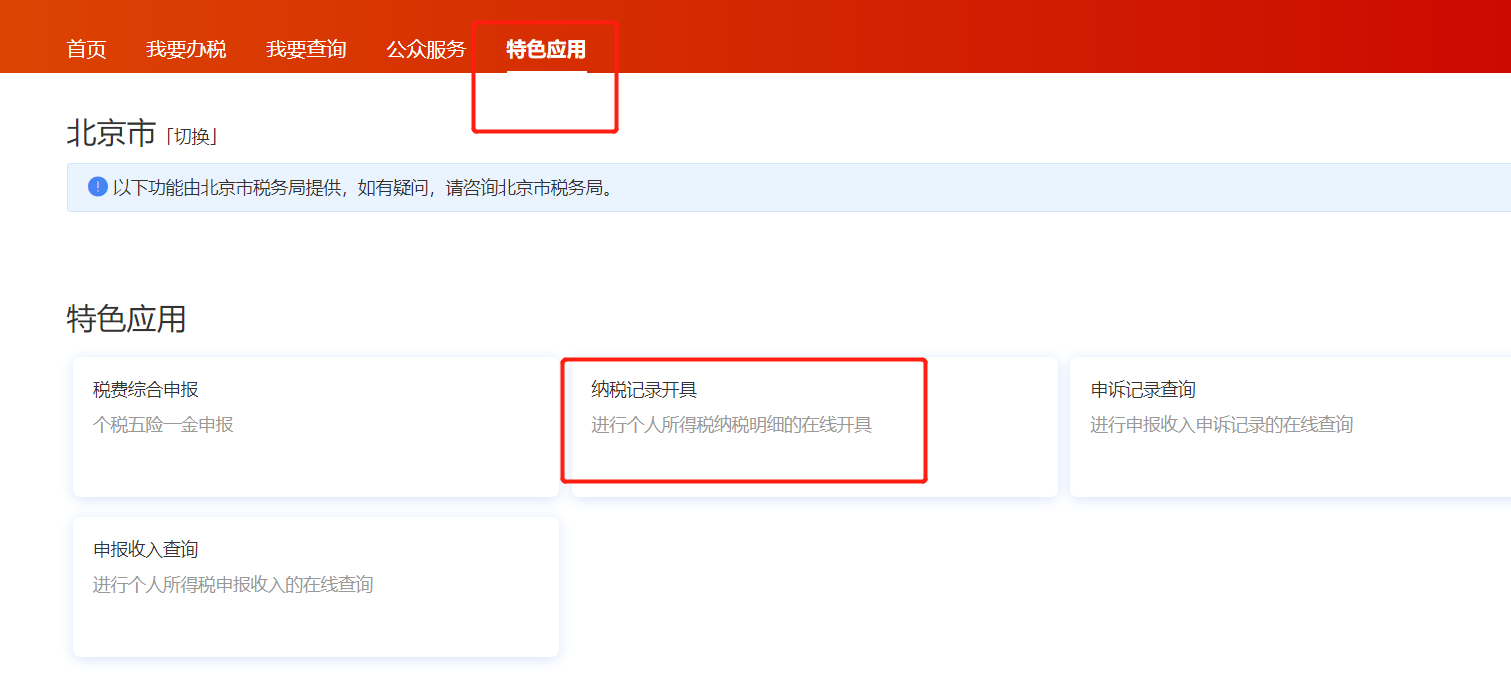 首页 我要办税 我要查询 公众服务 特色应用
北京市「切换」
! 以下功能由北京市税务局提供，如有疑问，请咨询北京市税务局。
特色应用
税费综合申报
个税五险一金申报
纳税记录开具
进行个人所得税纳税明细的在线开具
申诉记录查询
进行申报收入申诉记录的在线查询
申报收入查询
进行个人所得税申报收入的在线查询